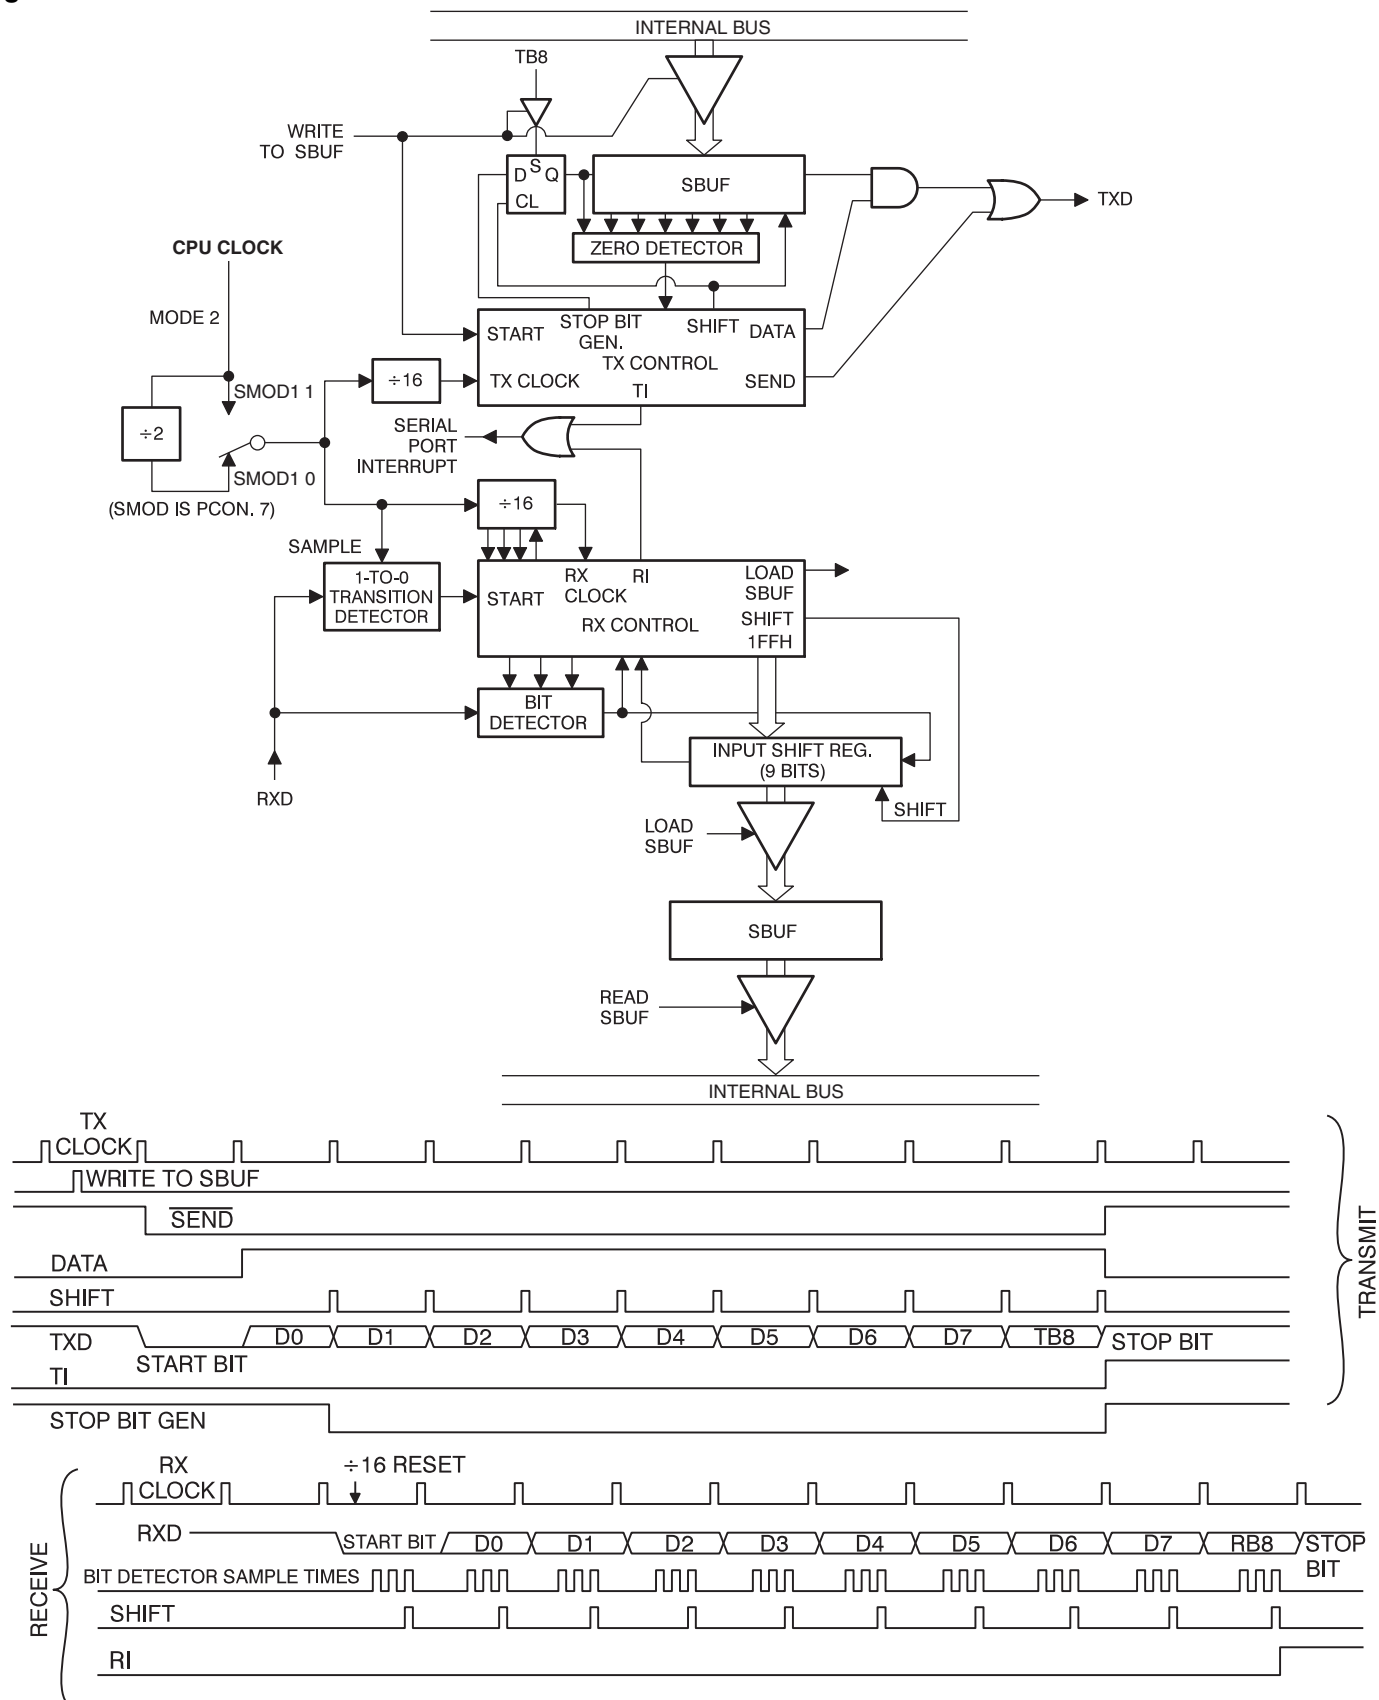 INTERNAL BUS
TB8
WRITE
TO SBUF
D S Q
CL
SBUF
TXD
ZERO DETECTOR
CPU CLOCK
MODE 2
START
STOP BIT
GEN.
SHIFT
DATA
TX CONTROL
TX CLOCK
TI
SEND
÷16
SMOD1 1
÷2
SMOD1 0
(SMOD IS PCON. 7)
SERIAL
PORT
INTERRUPT
÷16
SAMPLE
1-TO-0
TRANSITION
DETECTOR
START
RX
CLOCK
RI
LOAD
SBUF
RX CONTROL
SHIFT
1FFH
BIT
DETECTOR
INPUT SHIFT REG.
(9 BITS)
RXD
SHIFT
LOAD
SBUF
SBUF
READ
SBUF
INTERNAL BUS
TX
CLOCK
WRITE TO SBUF
SEND
DATA
SHIFT
TXD
START BIT
D0 D1 D2 D3 D4 D5 D6 D7 TB8
STOP BIT
TI
STOP BIT GEN
TRANSMIT
RX
CLOCK
÷16 RESET
RXD
START BIT
D0 D1 D2 D3 D4 D5 D6 D7 RB8
STOP
BIT
BIT DETECTOR SAMPLE TIMES
SHIFT
RI
RECEIVE